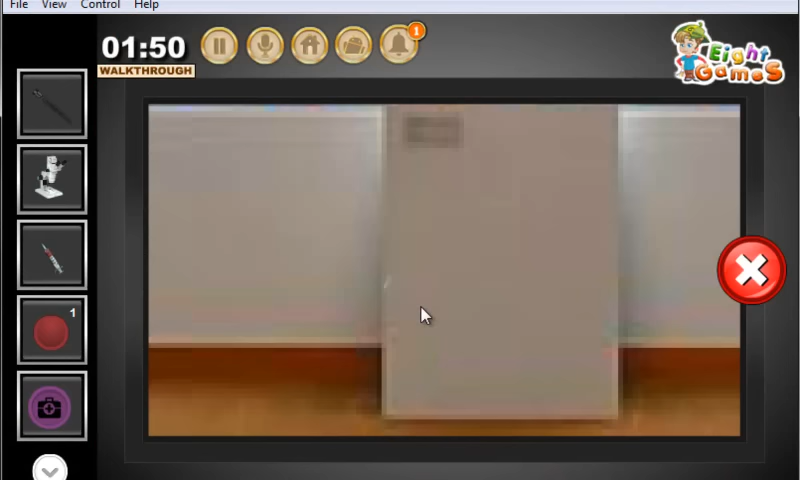 File View Control Help
01:50
WALKTHROUGH
1
Eight
GameS
1